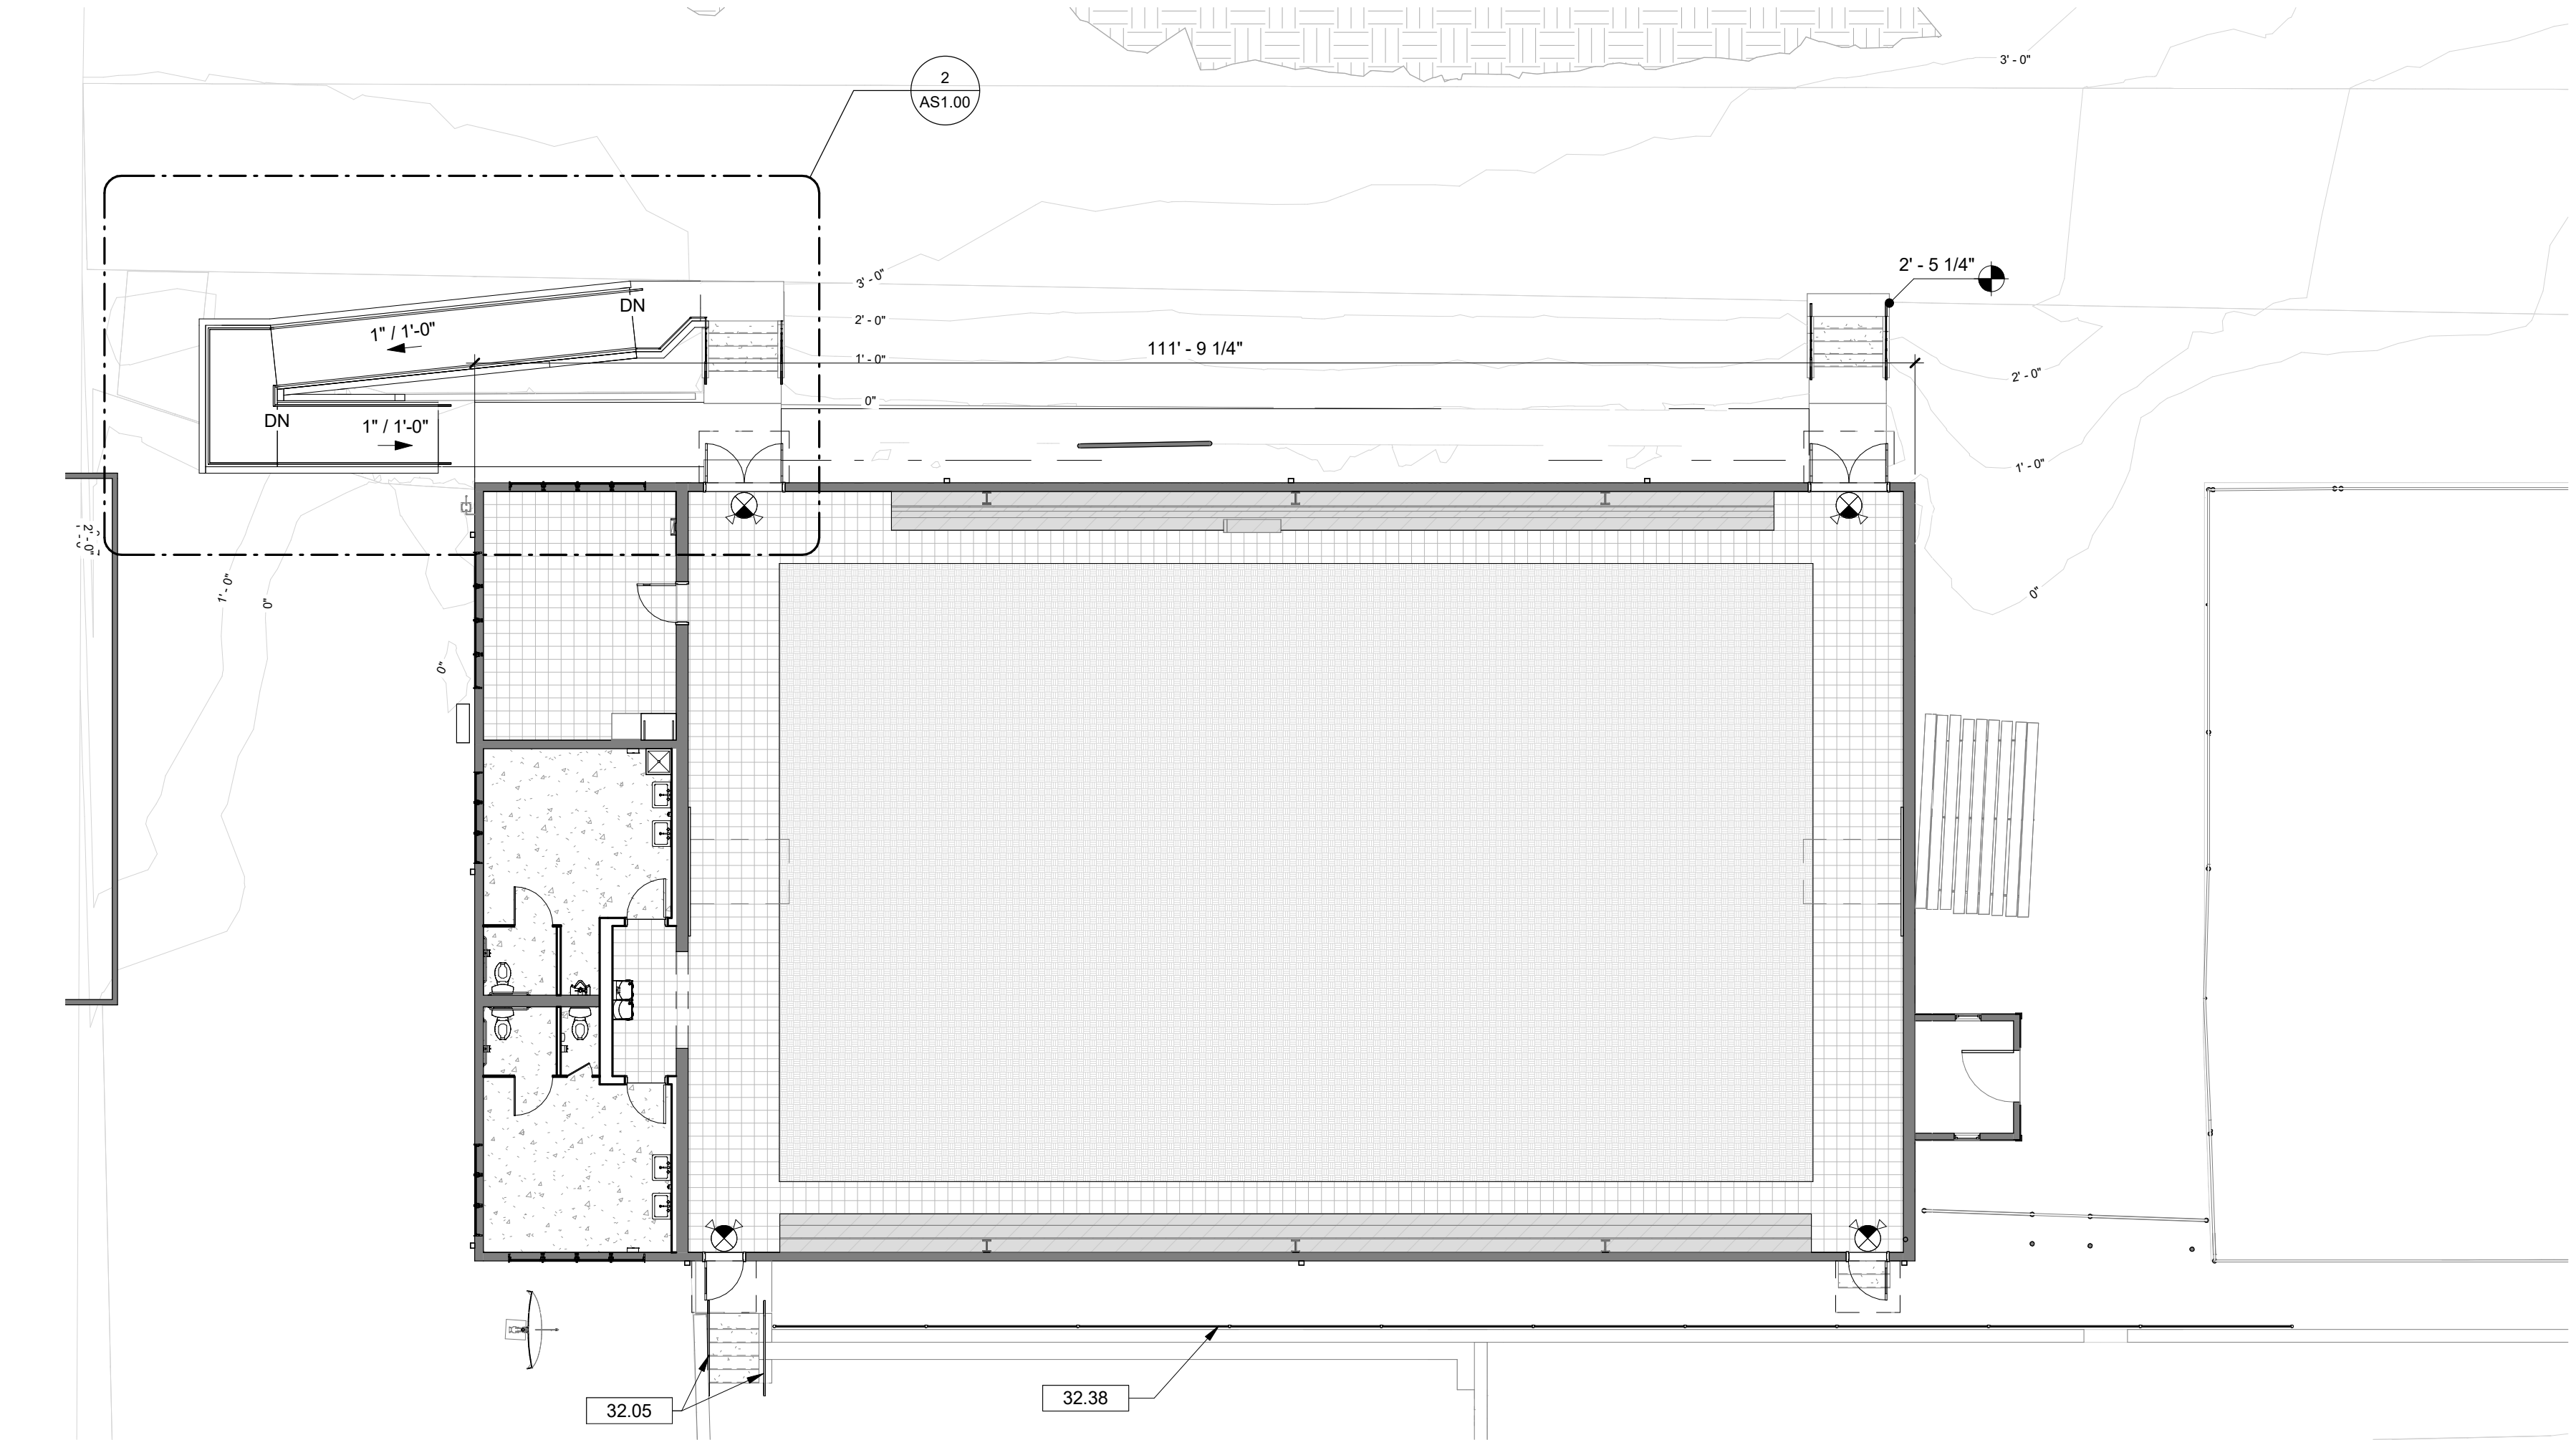 2
AS1.00
3' - 0"
2' - 5 1/4"
3' - 0"
DN
1" / 1'-0"
2' - 0"
111' - 9 1/4"
1' - 0"
2' - 0"
0"
DN
1" / 1'-0"
1' - 0"
2' - 0"
1' - 0"
0"
0"
0"
32.05
32.38